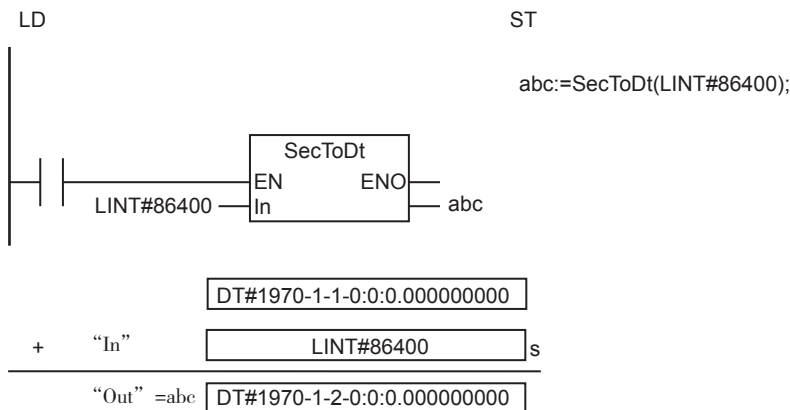 LD
ST
abc:=SecToDt(LINT#86400);
SecToDt
EN ENO
LINT#86400 In abc
DT#1970-1-1-0:0:0.000000000
+ “In” LINT#86400 s
“Out” =abc DT#1970-1-2-0:0:0.000000000